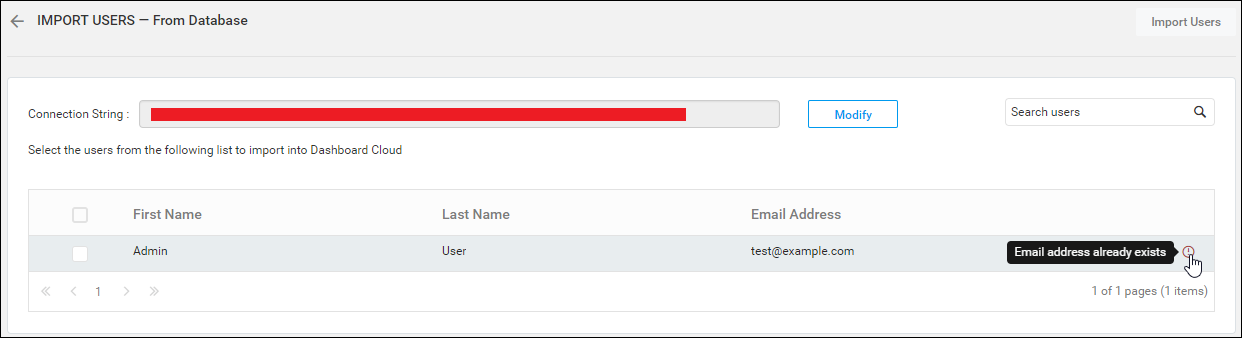 IMPORT USERS — From Database
Import Users
Connection String :
Modify
Search users
Select the users from the following list to import into Dashboard Cloud
First Name Last Name Email Address
Admin User test@example.com Email address already exists
1
1 of 1 pages (1 items)